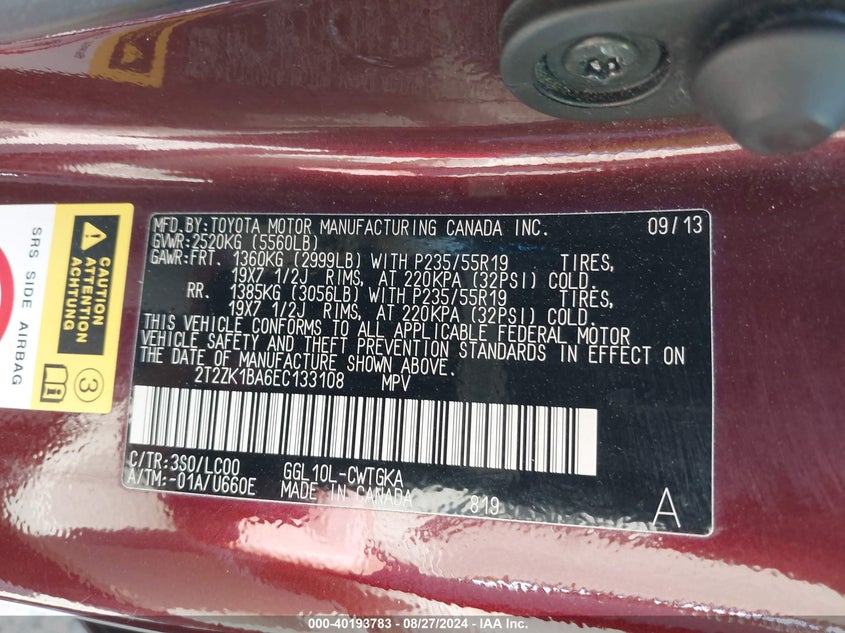 MFD.BY:TOYOTA MOTOR MANUFACTURING CANADA INC. 09/13
GVWR:2520KG (5560LB)
GAWR:FRT. 1360KG (2999LB) WITH P235/55R19 TIRES,
19X7 1/2J RIMS, AT 220KPA (32PSI) COLD.
RR. 1385KG (3056LB) WITH P235/55R19 TIRES,
19X7 1/2J RIMS, AT 220KPA (32PSI) COLD.
THIS VEHICLE CONFORMS TO ALL APPLICABLE FEDERAL MOTOR
VEHICLE SAFETY AND THEFT PREVENTION STANDARDS IN EFFECT ON
THE DATE OF MANUFACTURE SHOWN ABOVE.
2T2ZK1BA6EC133108 MPV
C/TR:3S0/LC00 GGL10L-CWTGKA
A/TM:-01A/U660E MADE IN CANADA 819
A
SRS SIDE AIRBAG
CAUTION
ATTENTION
ACHTUNG
3
000-40193783 - 08/27/2024 - IAA Inc.